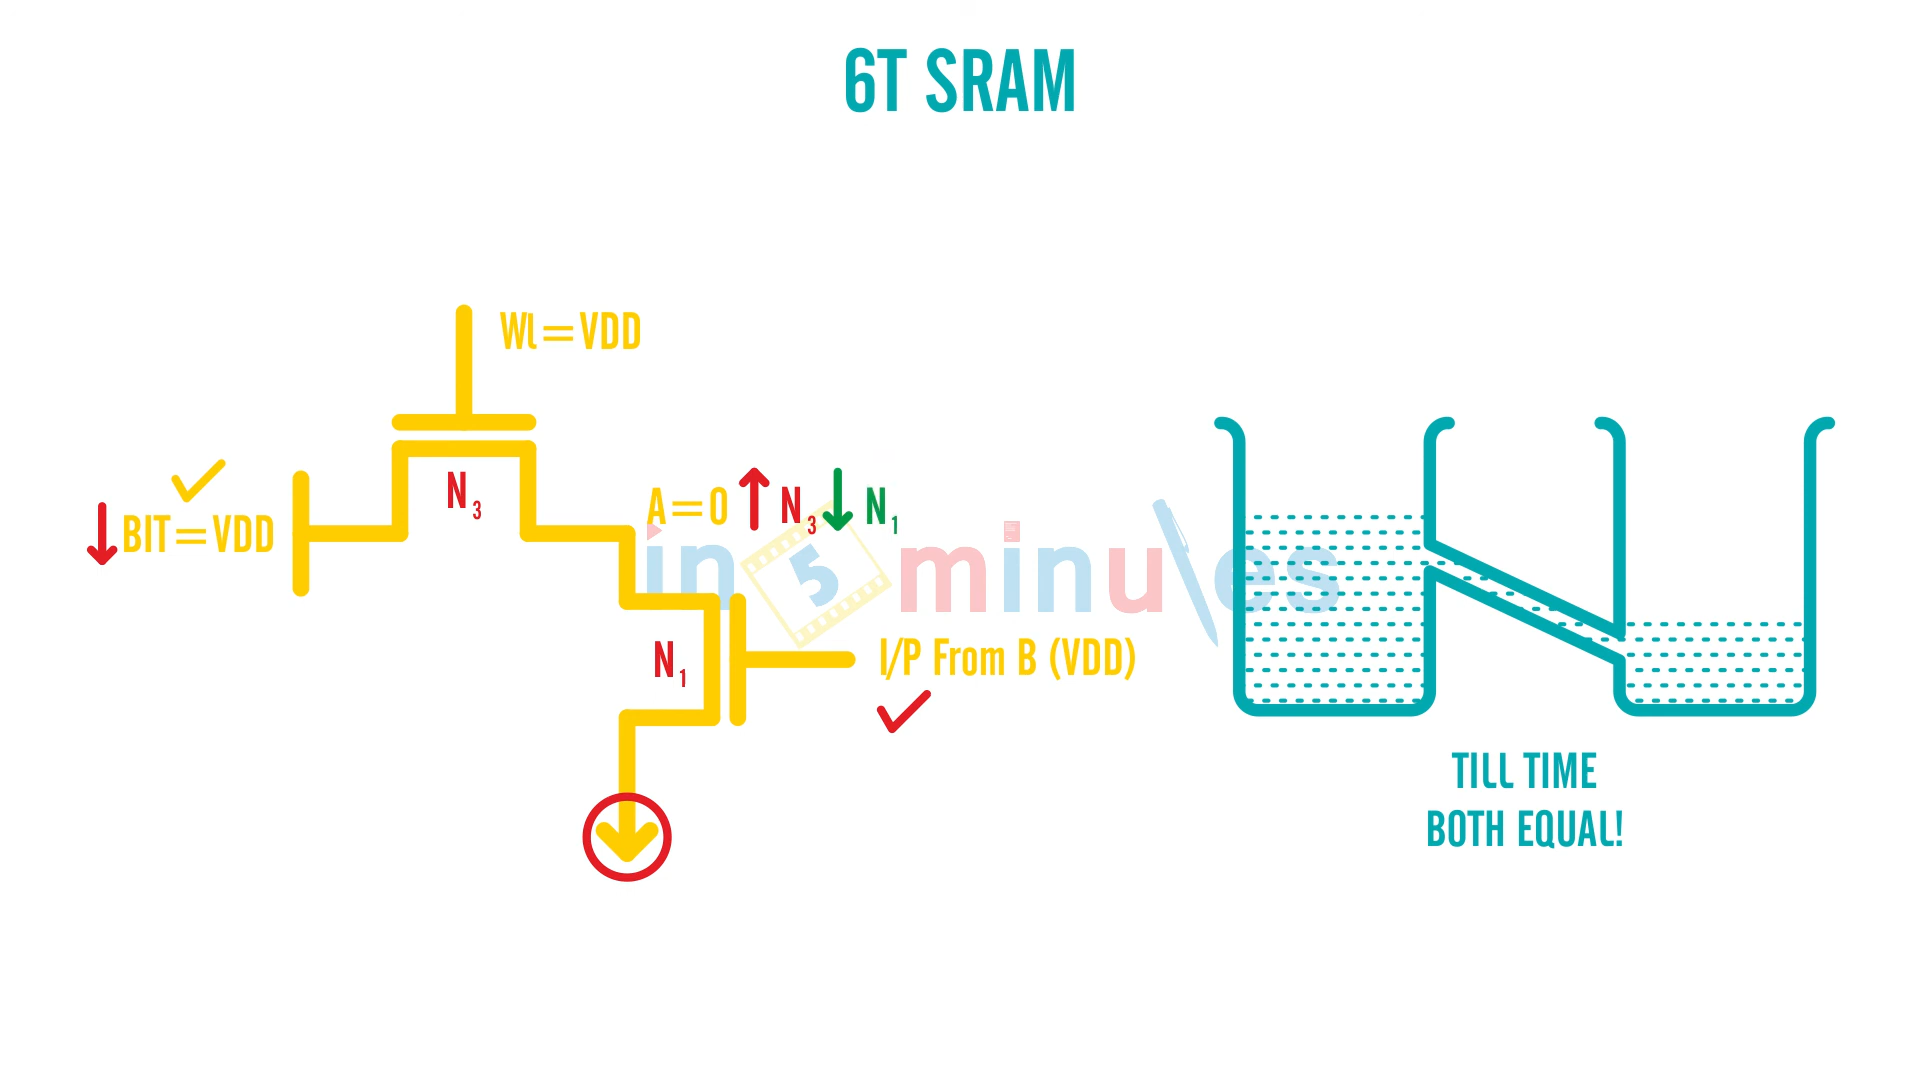 6T SRAM
Wl=VDD
BIT=VDD
N3
A=0 N3 N1
in 5 minutes
N1
I/P From B (VDD)
TILL TIME
BOTH EQUAL!